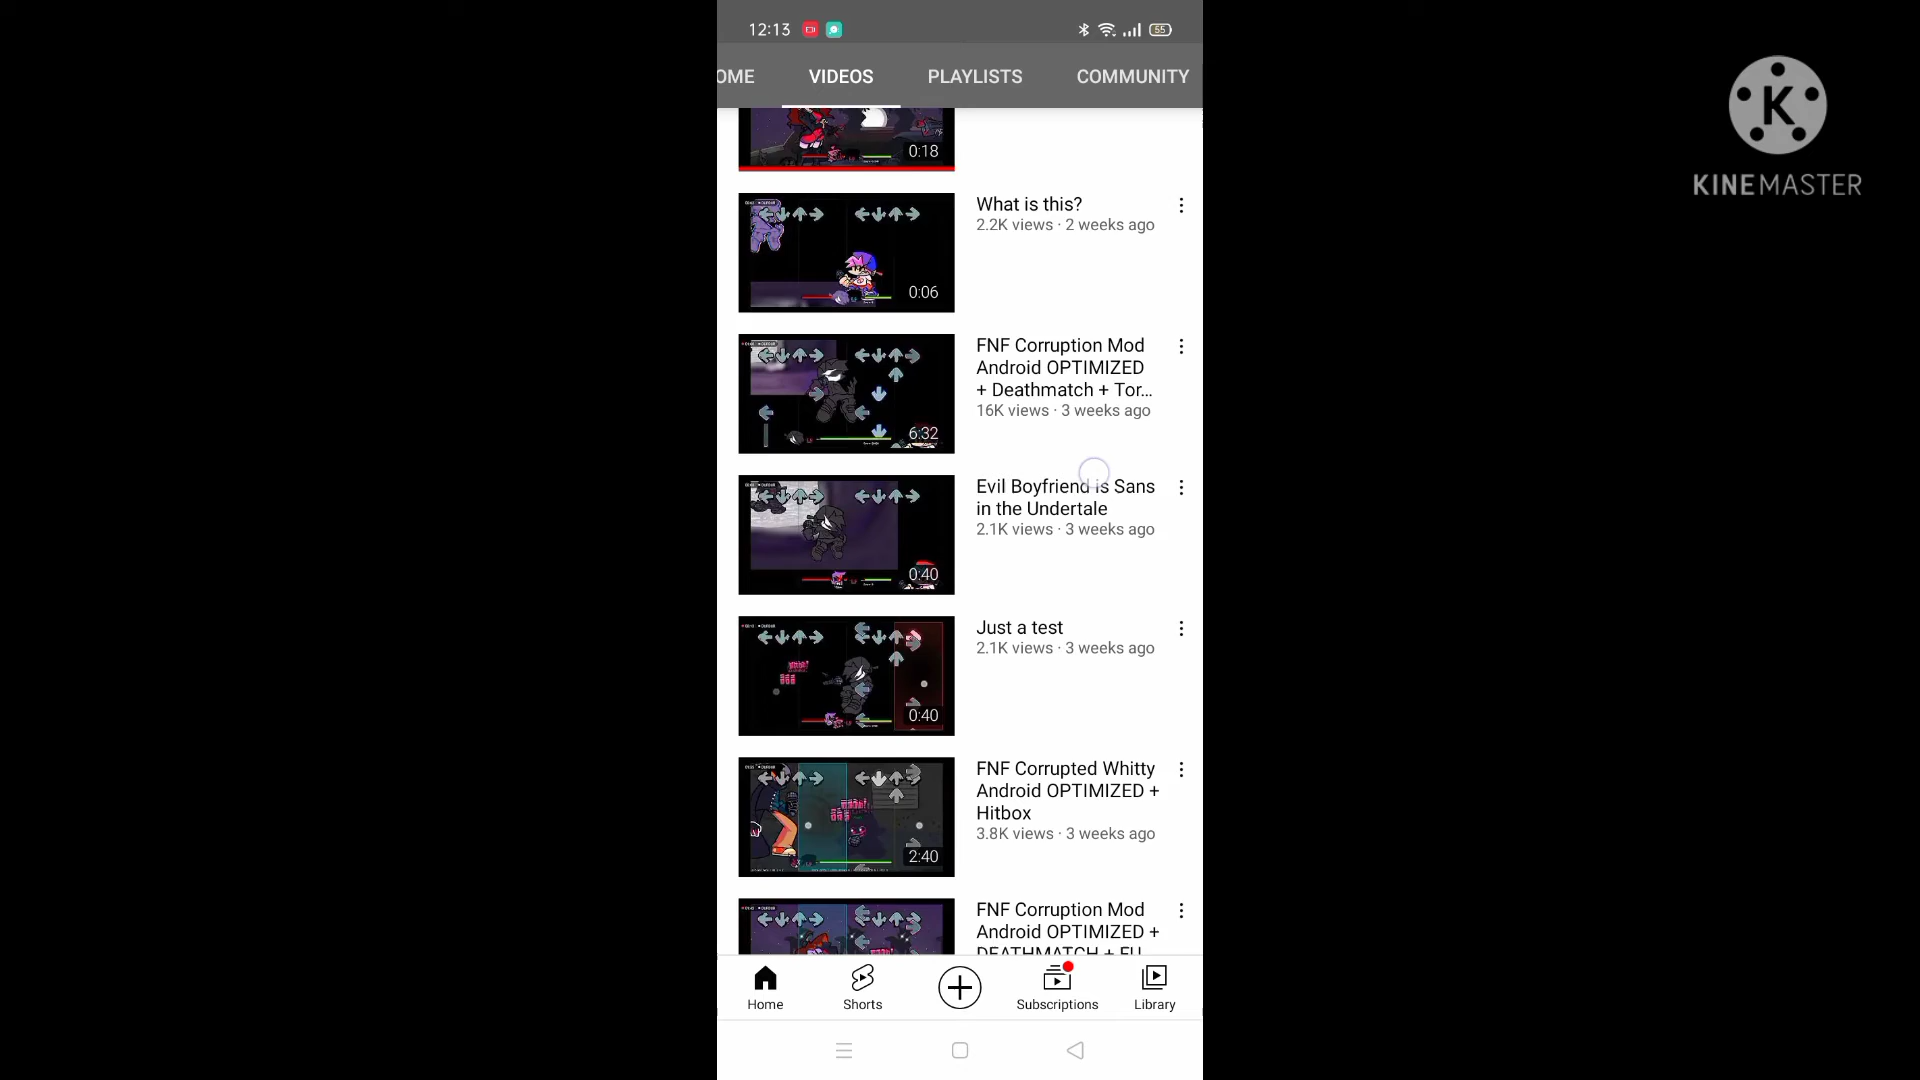 12:13
55
OME VIDEOS PLAYLISTS COMMUNITY
0:18
What is this?
2.2K views · 2 weeks ago
0:06
FNF Corruption Mod
Android OPTIMIZED
+ Deathmatch + Tor...
16K views · 3 weeks ago
6:32
Evil Boyfriend is Sans
in the Undertale
2.1K views · 3 weeks ago
0:40
Just a test
2.1K views · 3 weeks ago
0:40
FNF Corrupted Whitty
Android OPTIMIZED +
Hitbox
3.8K views · 3 weeks ago
2:40
FNF Corruption Mod
Android OPTIMIZED +
DEATHMATCH + FU
Home
Shorts
Subscriptions
Library
K
KINEMASTER